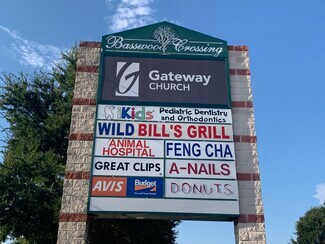 Basswood Crossing
Gateway
CHURCH
Kids Pediatric Dentistry
and Orthodontics
WILD BILL'S GRILL
ANIMAL
HOSPITAL
FENG CHA
GREAT CLIPS
A-NAILS
AVIS
Budget
DONUTS